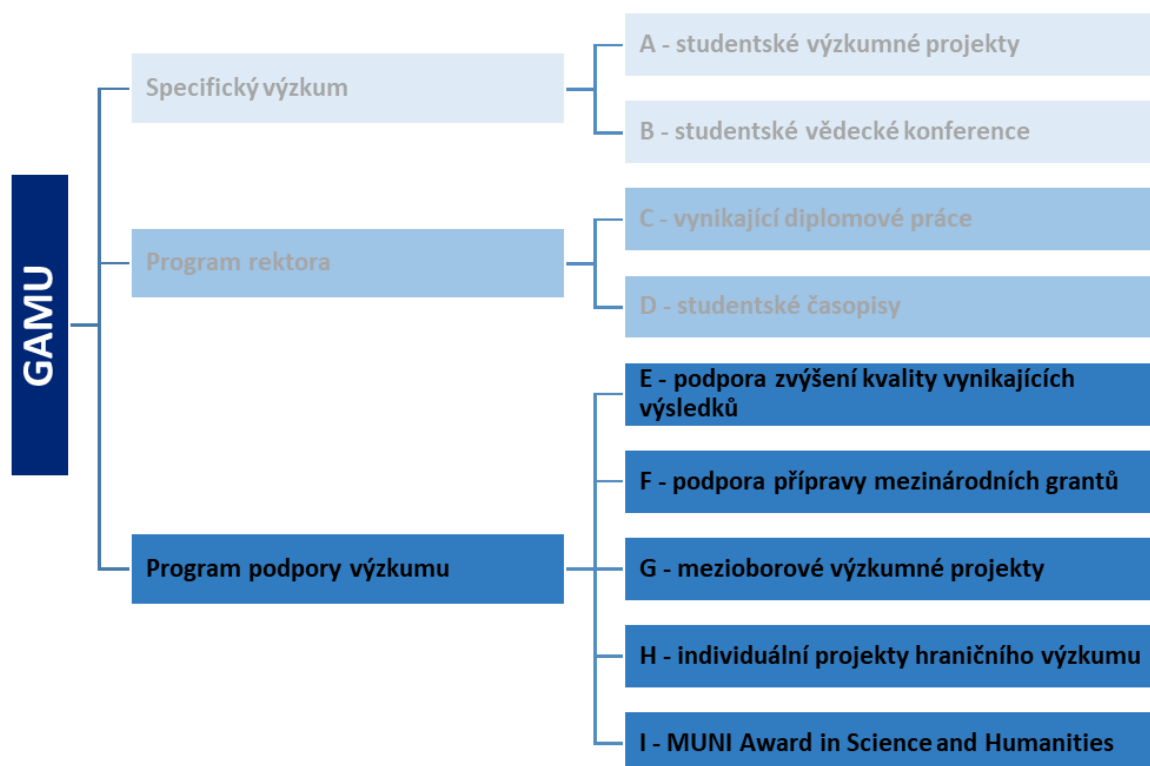 GAMU
Specifický výzkum
A - studentské výzkumné projekty
B - studentské vědecké konference
Program rektora
C - vynikající diplomové práce
D - studentské časopisy
Program podpory výzkumu
E - podpora zvýšení kvality vynikajících
výsledků
F - podpora přípravy mezinárodních grantů
G - mezioborové výzkumné projekty
H - individuální projekty hraničního výzkumu
I - MUNI Award in Science and Humanities